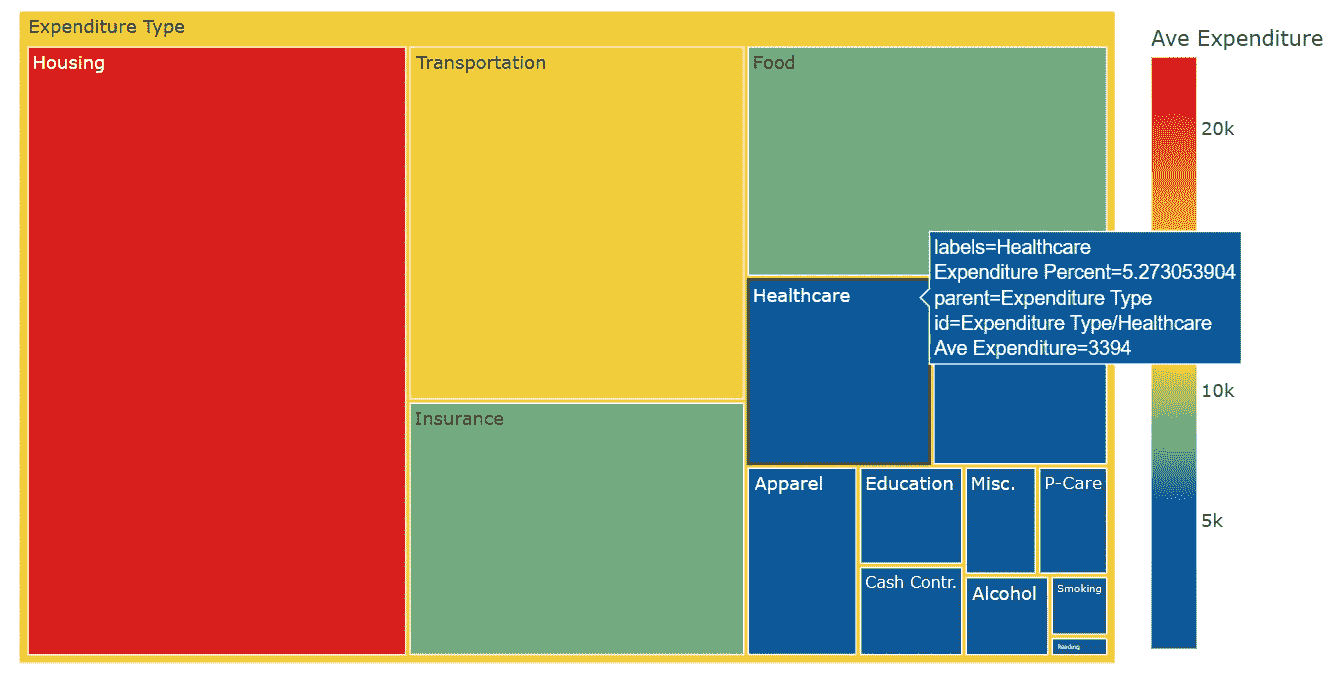 Expenditure Type
Housing
Transportation
Food
Ave Expenditure
20k
labels=Healthcare
Expenditure Percent=5.273053904
parent=Expenditure Type
id=Expenditure Type/Healthcare
Ave Expenditure=3394
Healthcare
10k
Insurance
Apparel
Education
Misc.
P-Care
5k
Cash Contr.
Alcohol
Smoking
Reading